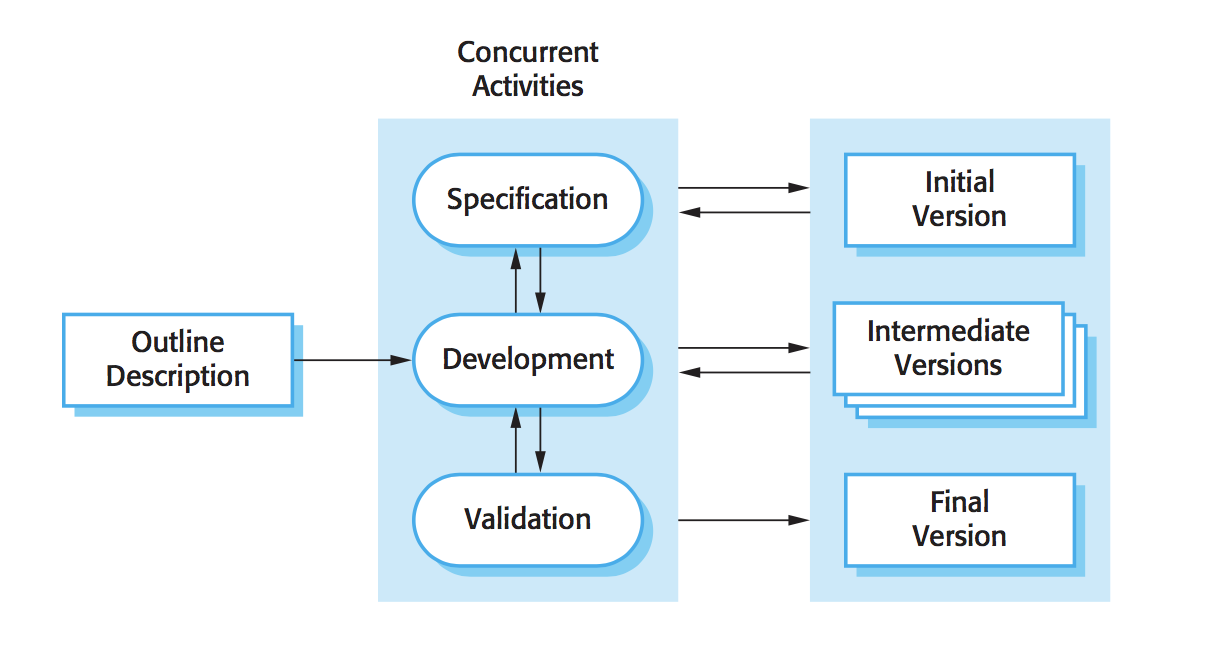 Concurrent
Activities
Specification
Initial
Version
Outline
Description
Development
Intermediate
Versions
Validation
Final
Version